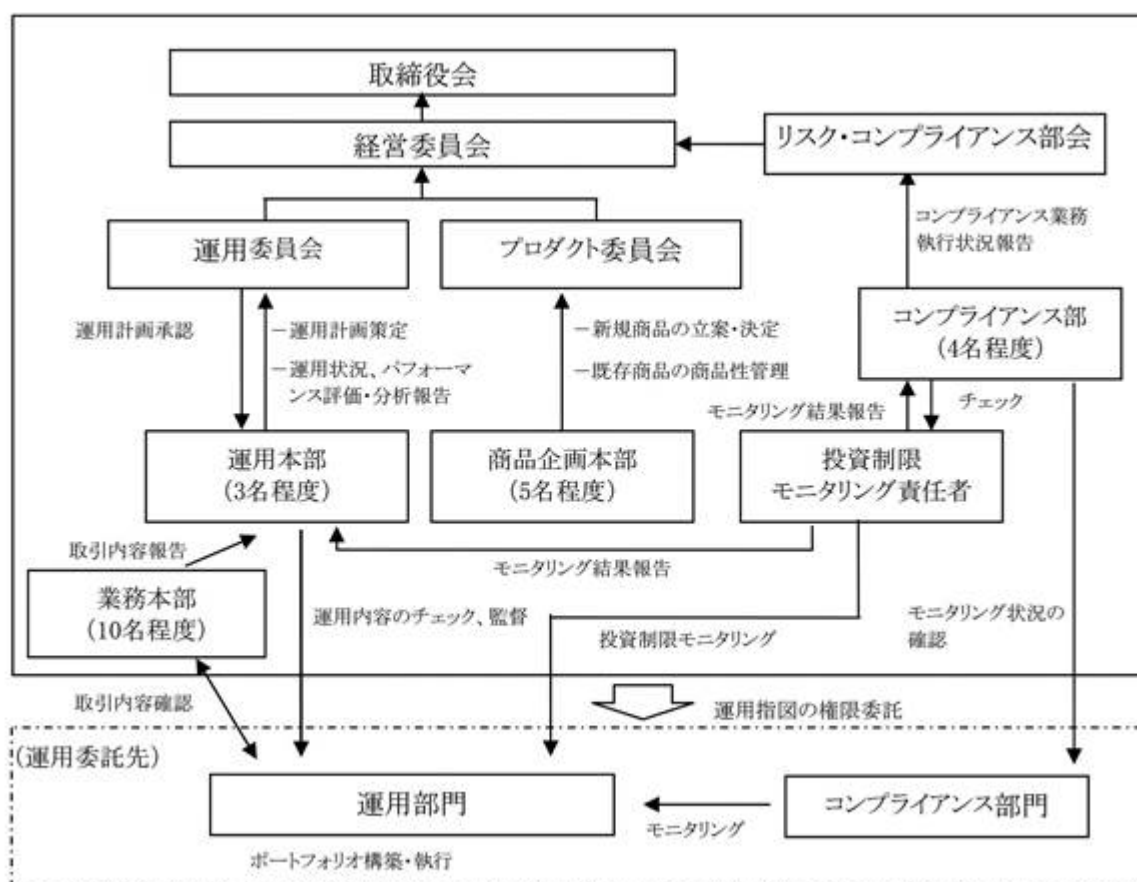 取締役会
経営委員会
リスク・コンプライアンス部会
運用委員会
プロダクト委員会
コンプライアンス業務
執行状況報告
運用計画承認
－運用計画策定
－運用状況、パフォーマ
ンス評価・分析報告
－新規商品の立案・決定
－既存商品の商品性管理
コンプライアンス部
(4名程度)
モニタリング結果報告
チェック
運用本部
(3名程度)
商品企画本部
(5名程度)
投資制限
モニタリング責任者
取引内容報告
モニタリング結果報告
業務本部
(10名程度)
運用内容のチェック、監督
投資制限モニタリング
モニタリング状況の
確認
取引内容確認
運用指図の権限委託
(運用委託先)
運用部門
コンプライアンス部門
モニタリング
ポートフォリオ構築・執行